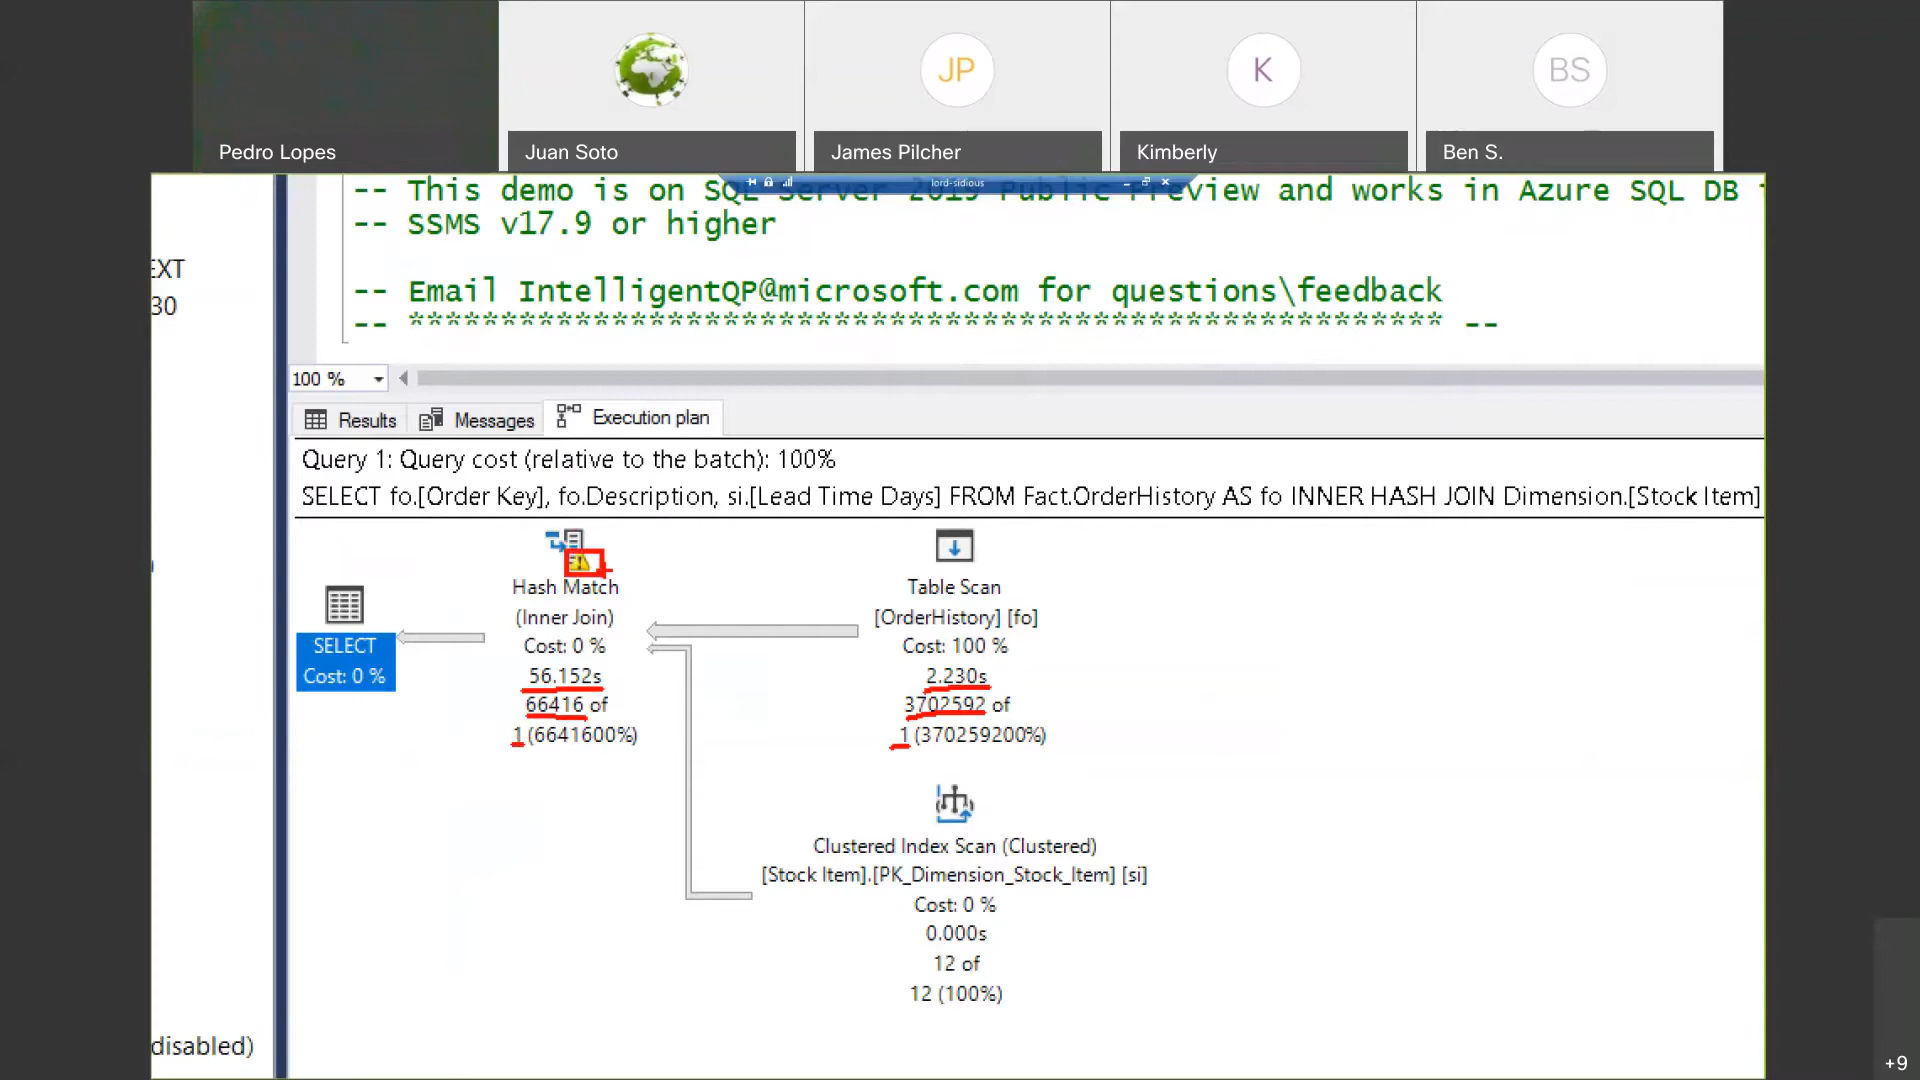 JP
K
BS
Pedro Lopes
Juan Soto
James Pilcher
Kimberly
Ben S.
lord-sidious
-- This demo is on SQL Server 2019 Public Preview and works in Azure SQL DB
-- SSMS v17.9 or higher
EXT
30
-- Email IntelligentQP@microsoft.com for questions\feedback
-- ******************************************************** --
100 %
Results
Messages
Execution plan
Query 1: Query cost (relative to the batch): 100%
SELECT fo.[Order Key], fo.Description, si.[Lead Time Days] FROM Fact.OrderHistory AS fo INNER HASH JOIN Dimension.[Stock Item]
SELECT
Cost: 0 %
Hash Match
(Inner Join)
Cost: 0 %
56.152s
66416 of
1 (6641600%)
Table Scan
[OrderHistory] [fo]
Cost: 100 %
2.230s
3702592 of
1 (370259200%)
Clustered Index Scan (Clustered)
[Stock Item].[PK_Dimension_Stock_Item] [si]
Cost: 0 %
0.000s
12 of
12 (100%)
disabled)
+9